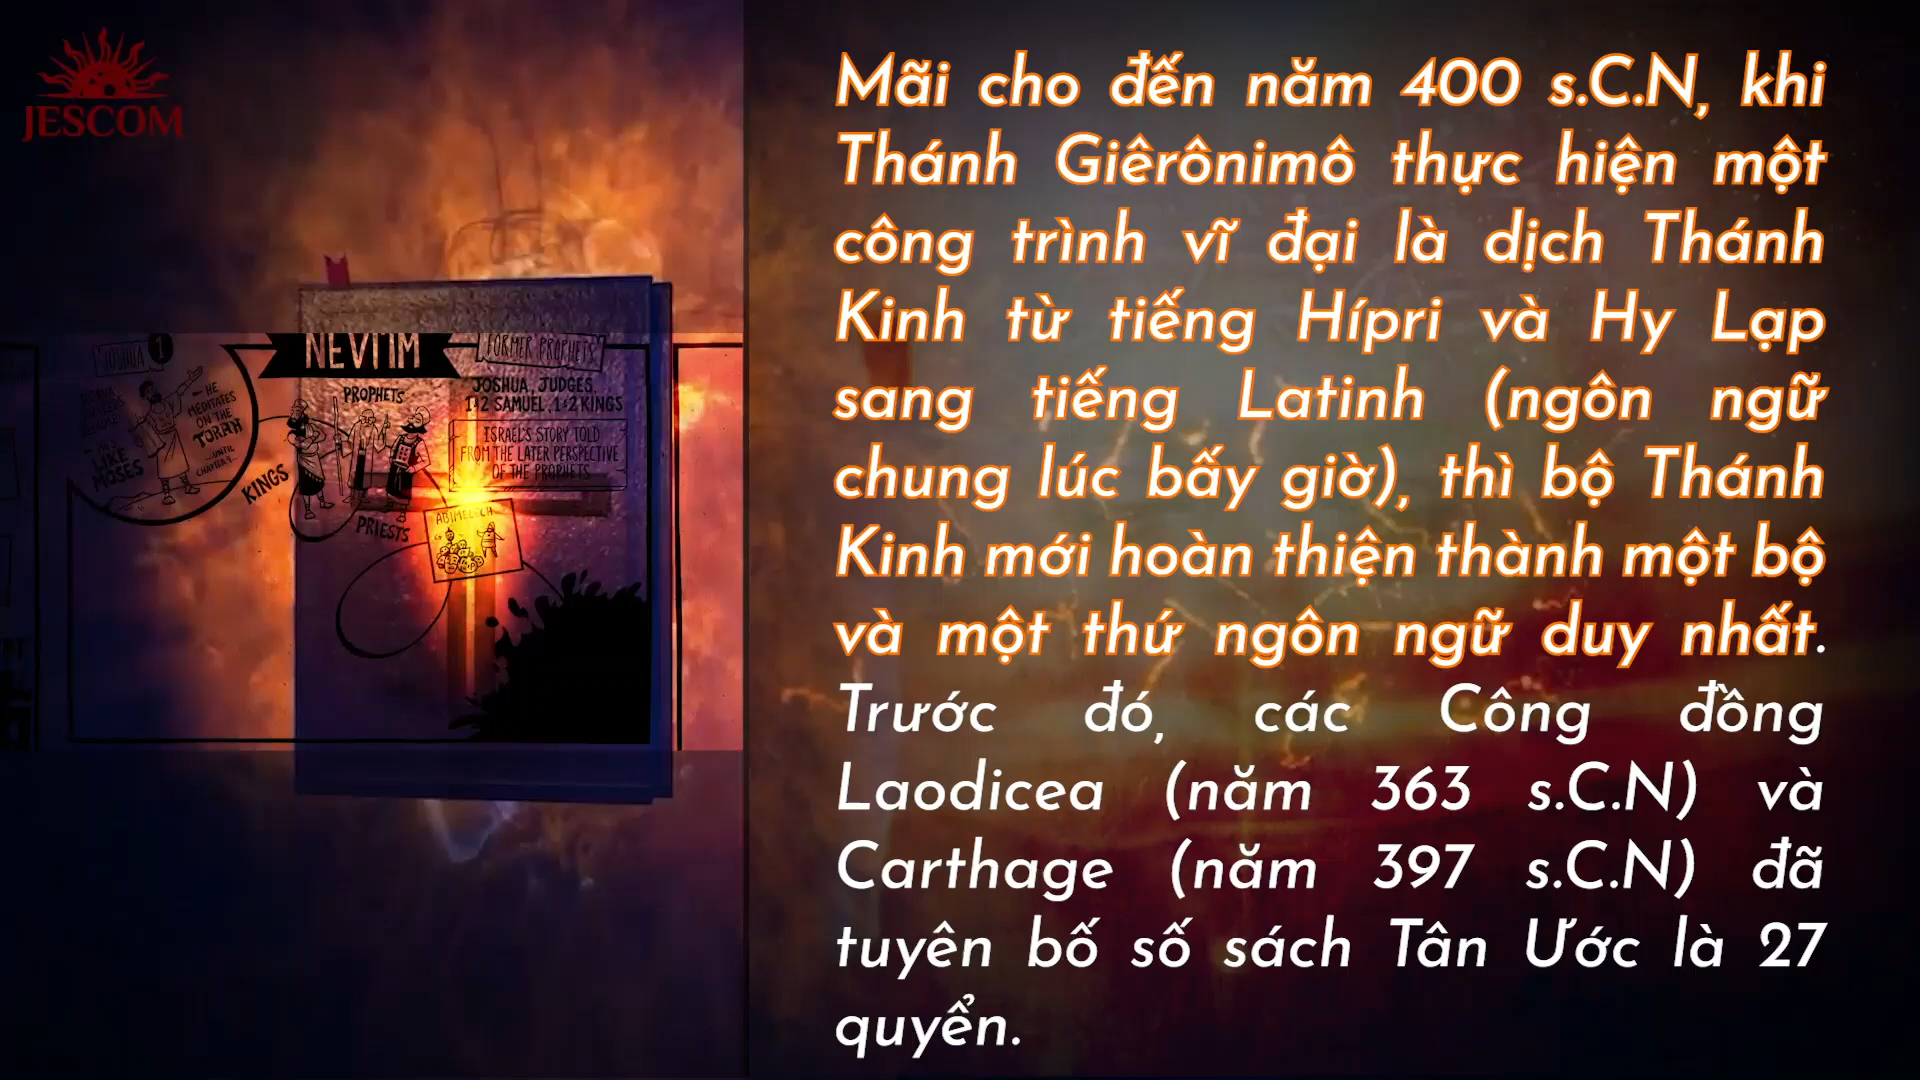 JESCOM
Mãi cho đến năm 400 s.C.N, khi
Thánh Giêrônimô thực hiện một
công trình vĩ đại là dịch Thánh
Kinh từ tiếng Hípri và Hy Lạp
sang tiếng Latinh (ngôn ngữ
chung lúc bấy giờ), thì bộ Thánh
Kinh mới hoàn thiện thành một bộ
và một thứ ngôn ngữ duy nhất.
Trước đó, các Công đồng
Laodicea (năm 363 s.C.N) và
Carthage (năm 397 s.C.N) đã
tuyên bố số sách Tân Ước là 27
quyển.
JOSHUA 1
HE
MEDITATES
ON THE
TORAH
...UNTIL
LIKE
MOSES
NEVI'IM
PROPHETS
KINGS
PRIESTS
FORMER PROPHETS
JOSHUA, JUDGES,
1+2 SAMUEL, 1+2 KINGS
ISRAEL'S STORY TOLD
FROM THE LATER PERSPECTIVE
OF THE PROPHETS
ABIMELECH